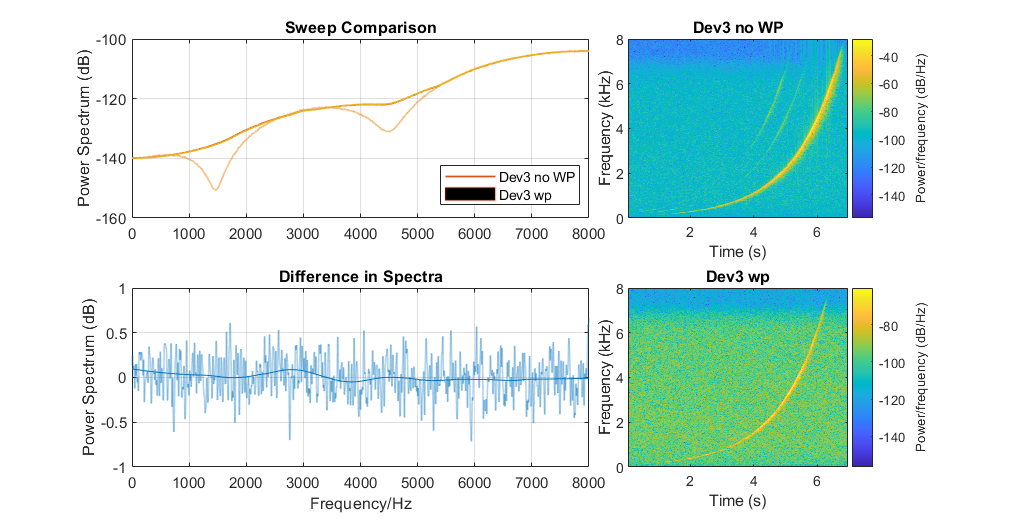 Sweep Comparison
Power Spectrum (dB)
-100
-120
-140
-160
0 1000 2000 3000 4000 5000 6000 7000 8000
Dev3 no WP
Dev3 wp
Dev3 no WP
Frequency (kHz)
8
6
4
2
0
2 4 6
Time (s)
-40
-60
-80
-100
-120
-140
Power/frequency (dB/Hz)
Difference in Spectra
Power Spectrum (dB)
1
0.5
0
-0.5
-1
0 1000 2000 3000 4000 5000 6000 7000 8000
Frequency/Hz
Dev3 wp
Frequency (kHz)
8
6
4
2
0
2 4 6
Time (s)
-80
-100
-120
-140
Power/frequency (dB/Hz)